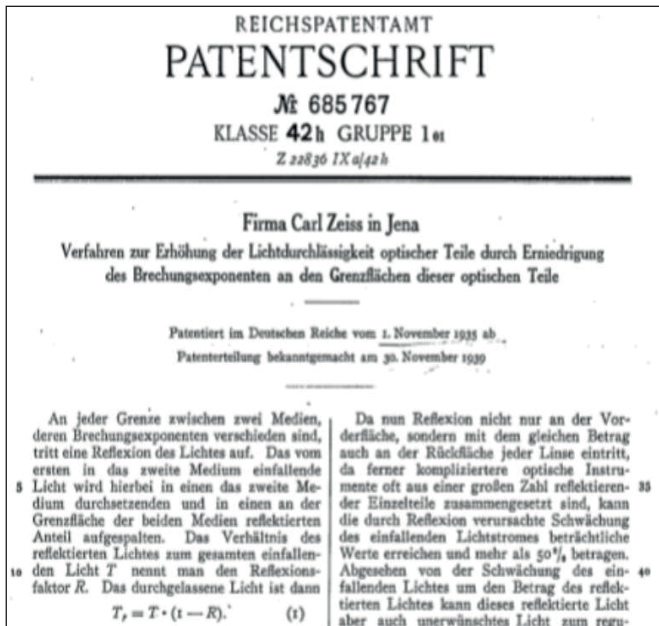 REICHSPATENTAMT
PATENTSCHRIFT
№ 685767
KLASSE 42h GRUPPE 1 01
Z 22836 IX a/42 h
Firma Carl Zeiss in Jena
Verfahren zur Erhöhung der Lichtdurchlässigkeit optischer Teile durch Erniedrigung
des Brechungsexponenten an den Grenzflächen dieser optischen Teile
Patentiert im Deutschen Reiche vom 1. November 1935 ab
Patenterteilung bekanntgemacht am 30. November 1939
An jeder Grenze zwischen zwei Medien,
deren Brechungsexponenten verschieden sind,
tritt eine Reflexion des Lichtes auf. Das vom
ersten in das zweite Medium einfallende
5 Licht wird hierbei in einen das zweite Me-
dium durchsetzenden und in einen an der
Grenzfläche der beiden Medien reflektierten
Anteil aufgespalten. Das Verhältnis des
reflektierten Lichtes zum gesamten einfallen-
10 den Licht T nennt man den Reflexions-
faktor R. Das durchgelassene Licht ist dann
T, = T · (1 — R). (1)
Da nun Reflexion nicht nur an der Vor-
derfläche, sondern mit dem gleichen Betrag
auch an der Rückfläche jeder Linse eintritt,
da ferner kompliziertere optische Instru-
mente oft aus einer großen Zahl reflektieren- 35
der Einzelteile zusammengesetzt sind, kann
die durch Reflexion verursachte Schwächung
des einfallenden Lichtstromes beträchtliche
Werte erreichen und mehr als 50% betragen.
Abgesehen von der Schwächung des ein- 40
fallenden Lichtes um den Betrag des reflek-
tierten Lichtes kann dieses reflektierte Licht
aber auch unerwünschtes Licht zum regu-